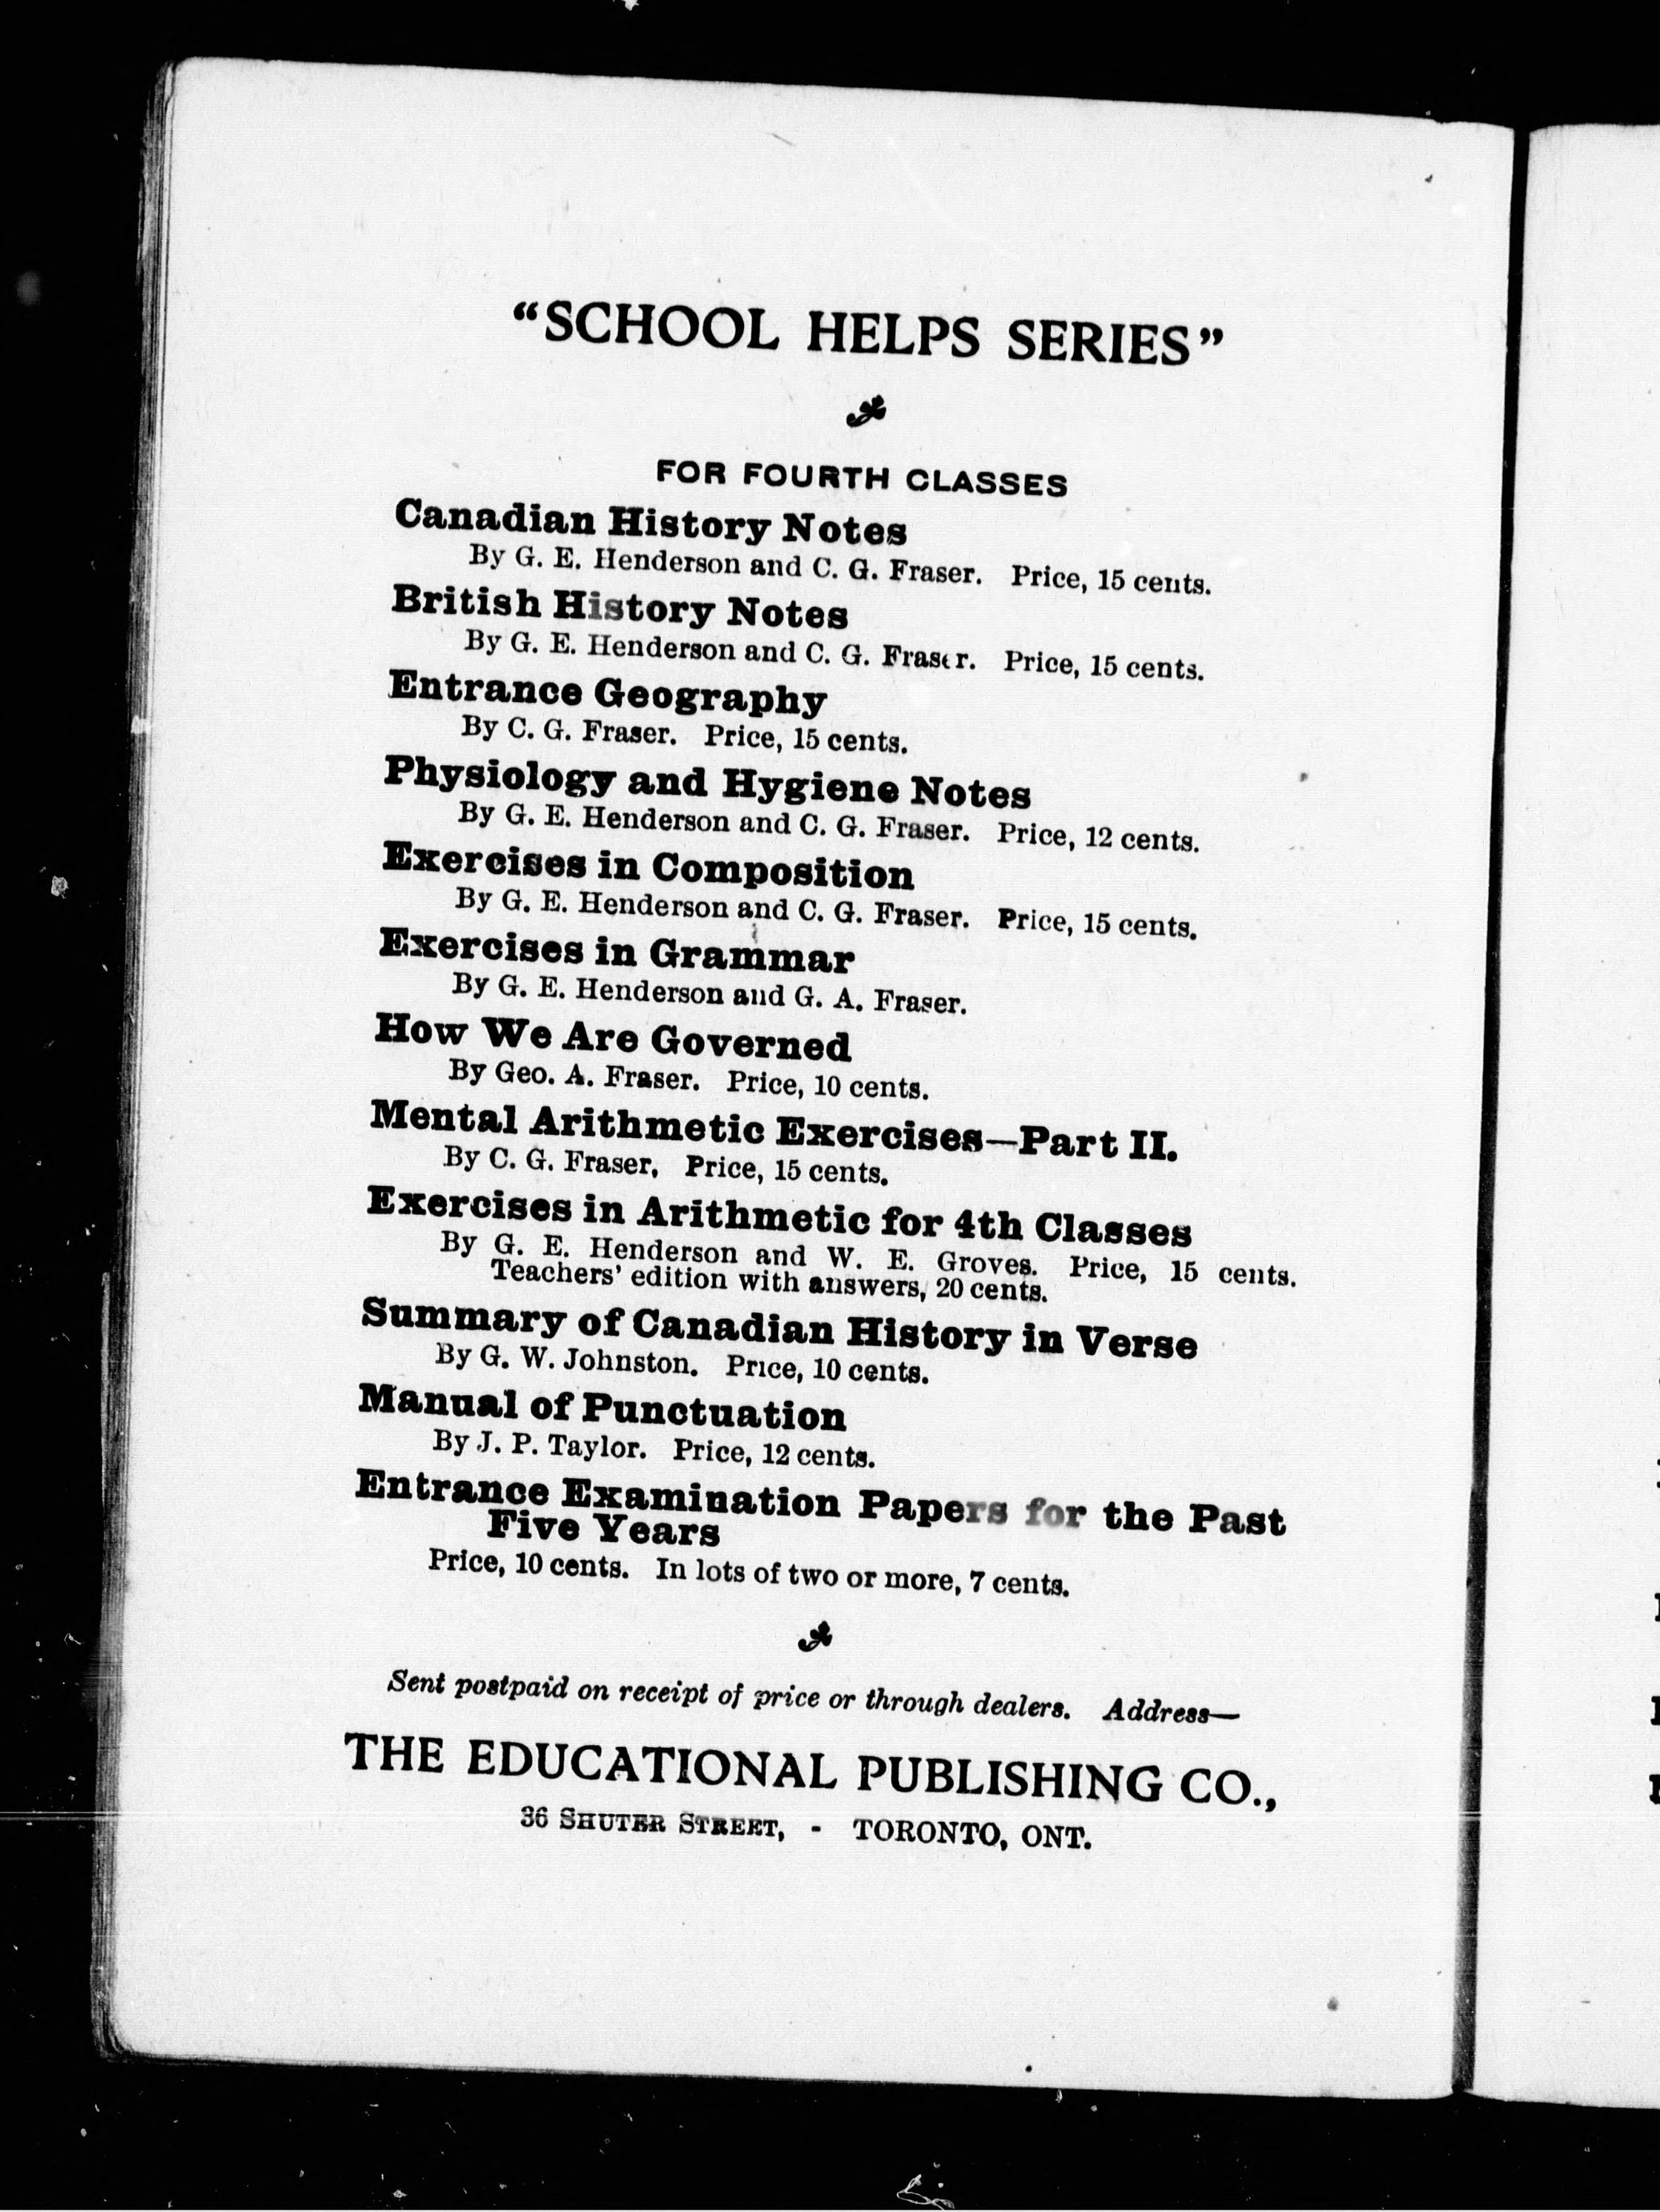 “SCHOOL HELPS SERIES”
FOR FOURTH CLASSES
Canadian History Notes
By G. E. Henderson and C. G. Fraser. Price, 15 cents.
British History Notes
By G. E. Henderson and C. G. Fraser. Price, 15 cents.
Entrance Geography
By C. G. Fraser. Price, 15 cents.
Physiology and Hygiene Notes
By G. E. Henderson and C. G. Fraser. Price, 12 cents.
Exercises in Composition
By G. E. Henderson and C. G. Fraser. Price, 15 cents.
Exercises in Grammar
By G. E. Henderson and G. A. Fraser.
How We Are Governed
By Geo. A. Fraser. Price, 10 cents.
Mental Arithmetic Exercises—Part II.
By C. G. Fraser, Price, 15 cents.
Exercises in Arithmetic for 4th Classes
By G. E. Henderson and W. E. Groves. Price, 15 cents.
Teachers’ edition with answers, 20 cents.
Summary of Canadian History in Verse
By G. W. Johnston. Price, 10 cents.
Manual of Punctuation
By J. P. Taylor. Price, 12 cents.
Entrance Examination Papers for the Past
Five Years
Price, 10 cents. In lots of two or more, 7 cents.
Sent postpaid on receipt of price or through dealers. Address—
THE EDUCATIONAL PUBLISHING CO.,
36 SHUTER STREET, - TORONTO, ONT.